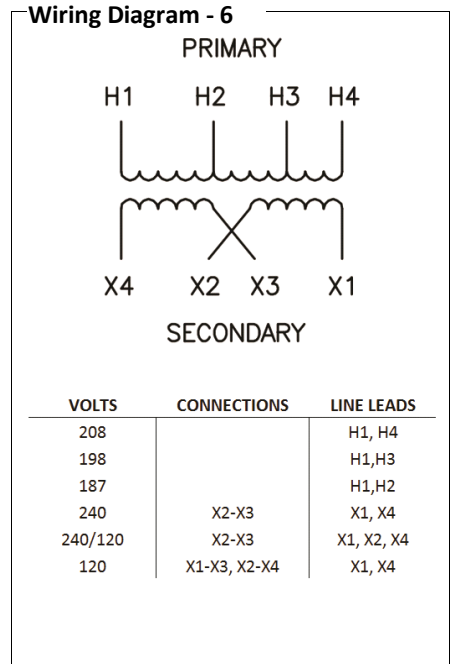 Wiring Diagram - 6
PRIMARY
H1 H2 H3 H4
X4 X2 X3 X1
SECONDARY
VOLTS CONNECTIONS LINE LEADS
208 H1, H4
198 H1,H3
187 H1,H2
240 X2-X3 X1, X4
240/120 X2-X3 X1, X2, X4
120 X1-X3, X2-X4 X1, X4